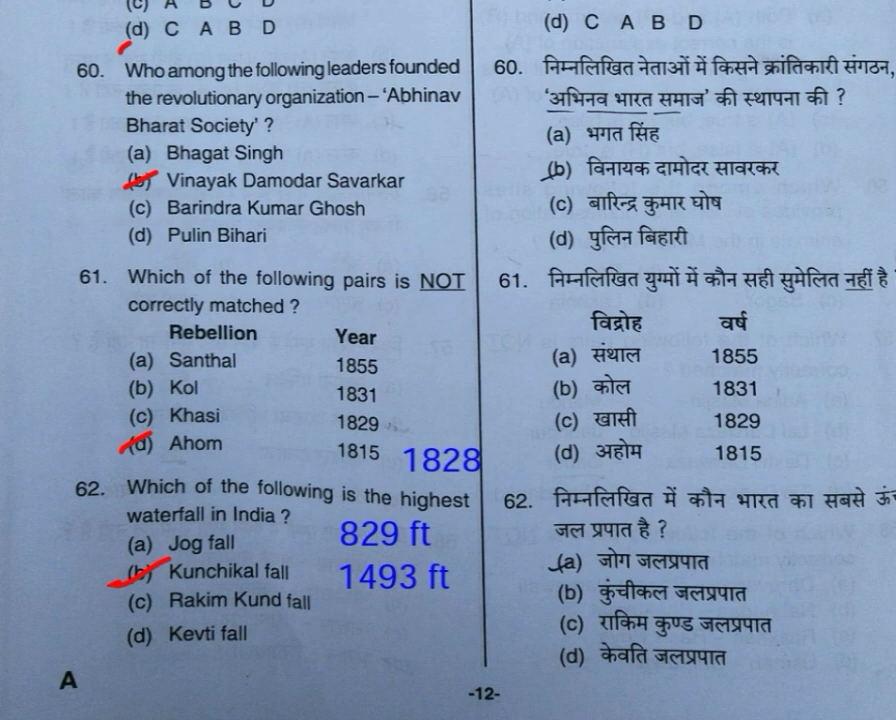 (c) A B C D
(d) C A B D
60. Who among the following leaders founded
the revolutionary organization – 'Abhinav
Bharat Society' ?
(a) Bhagat Singh
(b) Vinayak Damodar Savarkar
(c) Barindra Kumar Ghosh
(d) Pulin Bihari
61. Which of the following pairs is NOT
correctly matched ?
Rebellion Year
(a) Santhal 1855
(b) Kol 1831
(c) Khasi 1829
(d) Ahom 1815 1828
62. Which of the following is the highest
waterfall in India ?
(a) Jog fall 829 ft
(b) Kunchikal fall 1493 ft
(c) Rakim Kund fall
(d) Kevti fall
A
(d) C A B D
60. निम्नलिखित नेताओं में किसने क्रांतिकारी संगठन,
'अभिनव भारत समाज' की स्थापना की ?
(a) भगत सिंह
(b) विनायक दामोदर सावरकर
(c) बारिन्द्र कुमार घोष
(d) पुलिन बिहारी
61. निम्नलिखित युग्मों में कौन सही सुमेलित नहीं है
विद्रोह वर्ष
(a) संथाल 1855
(b) कोल 1831
(c) खासी 1829
(d) अहोम 1815
62. निम्नलिखित में कौन भारत का सबसे
जल प्रपात है ?
(a) जोग जलप्रपात
(b) कुंचीकल जलप्रपात
(c) राकिम कुण्ड जलप्रपात
(d) केवति जलप्रपात
-12-